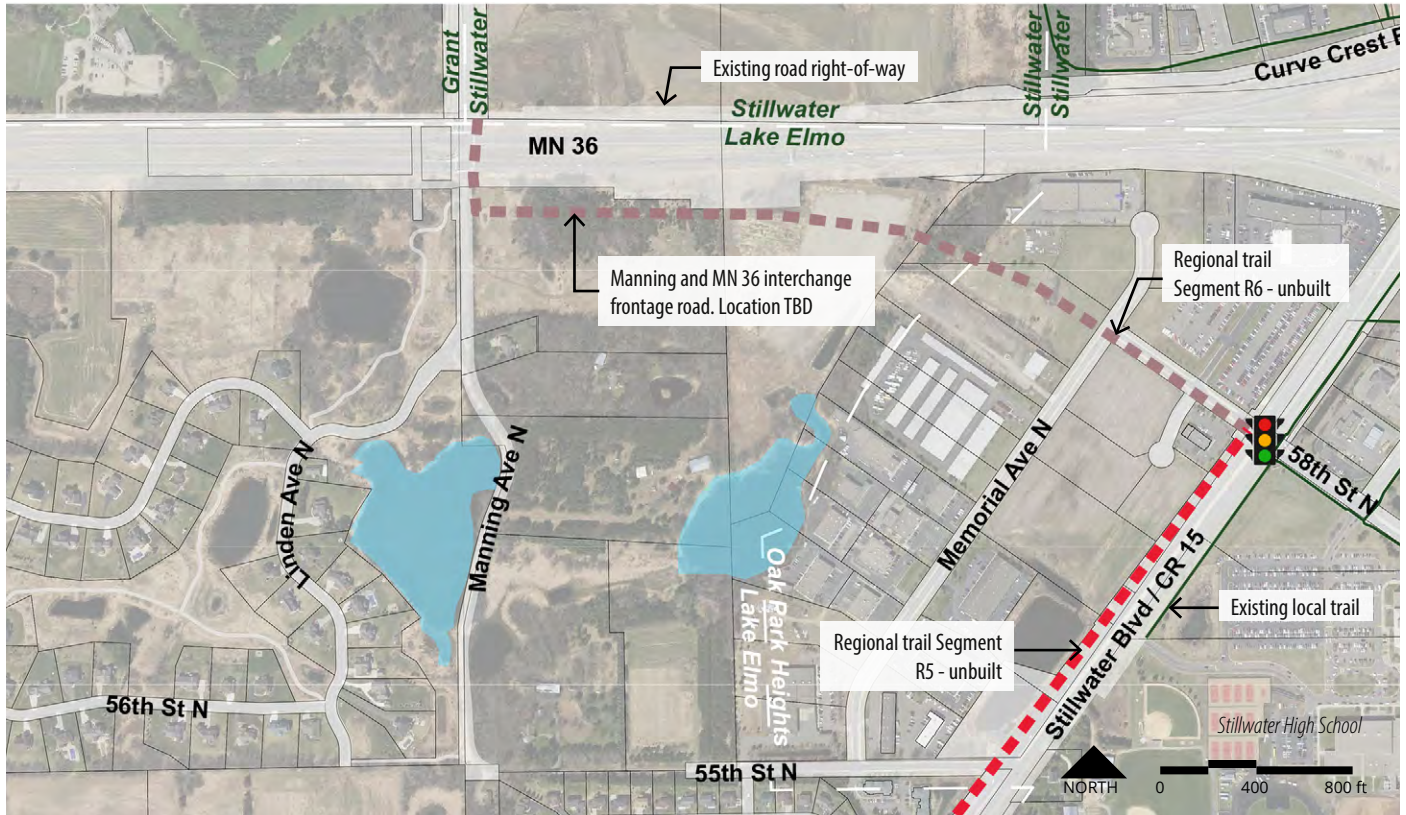 Grant
Stillwater
Existing road right-of-way
Stillwater
Lake Elmo
Stillwater
Stillwater
Curve Crest B
MN 36
Manning and MN 36 interchange
frontage road. Location TBD
Regional trail
Segment R6 - unbuilt
Linden Ave N
Manning Ave N
Memorial Ave N
58th St N
Oak Park Heights
Lake Elmo
Stillwater Blvd / CR 15
Existing local trail
Regional trail Segment
R5 - unbuilt
56th St N
55th St N
Stillwater High School
NORTH
0 400 800 ft